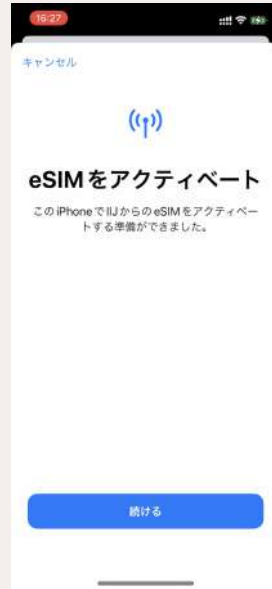 16:27
キャンセル
eSIMをアクティベート
このiPhoneでIIJからのeSIMをアクティベー
トする準備ができました。
続ける